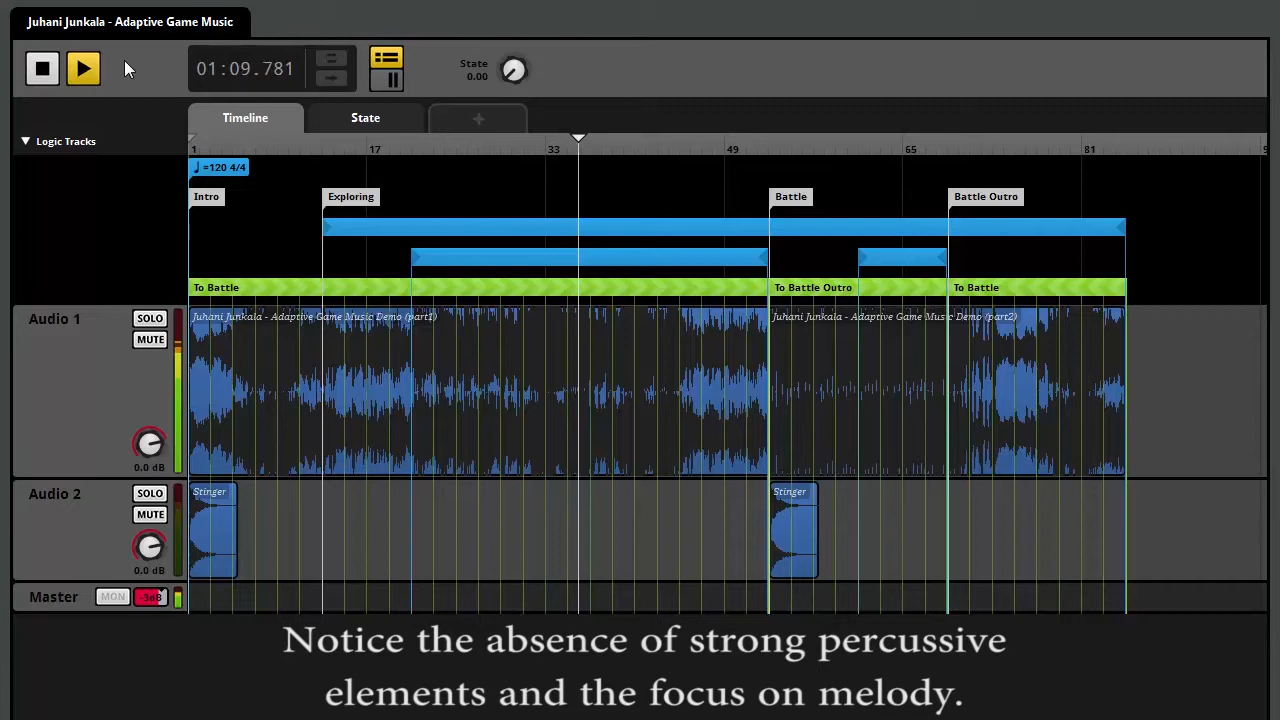 Juhani Junkala - Adaptive Game Music
01:09.781
State
0.00
Timeline
State
+
Logic Tracks
1
17
33
49
65
81
9
♩=120 4/4
Intro
Exploring
Battle
Battle Outro
To Battle
To Battle Outro
To Battle
Audio 1
SOLO
MUTE
0.0 dB
Juhani Junkala - Adaptive Game Music Demo (part1)
Juhani Junkala - Adaptive Game Music Demo (part2)
Audio 2
SOLO
MUTE
0.0 dB
Stinger
Stinger
Master
MON
-3dB
Notice the absence of strong percussive
elements and the focus on melody.